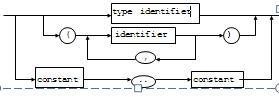 type identifier
( identifier )
,
constant .. constant